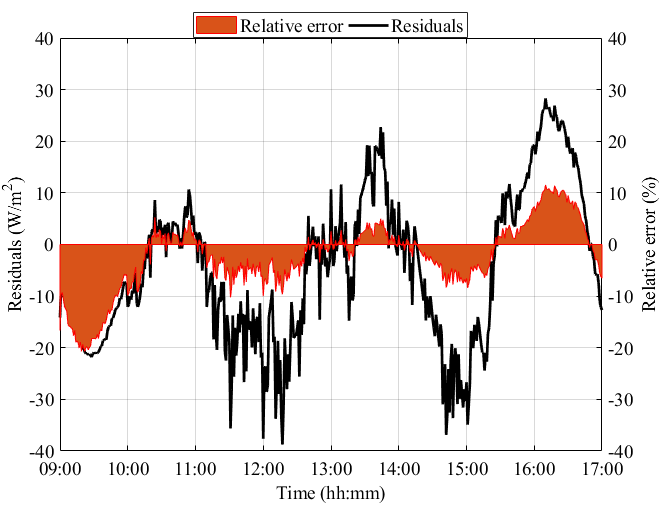 Relative error Residuals
40 40
30 30
20 20
10 10
0 0
-10 -10
-20 -20
-30 -30
-40 -40
Residuals (W/m²)
Relative error (%)
09:00 10:00 11:00 12:00 13:00 14:00 15:00 16:00 17:00
Time (hh:mm)